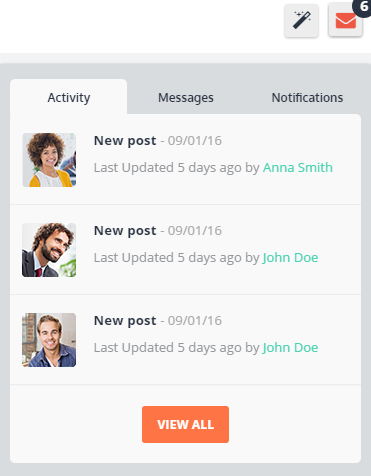 6
Activity Messages Notifications
New post - 09/01/16
Last Updated 5 days ago by Anna Smith
New post - 09/01/16
Last Updated 5 days ago by John Doe
New post - 09/01/16
Last Updated 5 days ago by John Doe
VIEW ALL